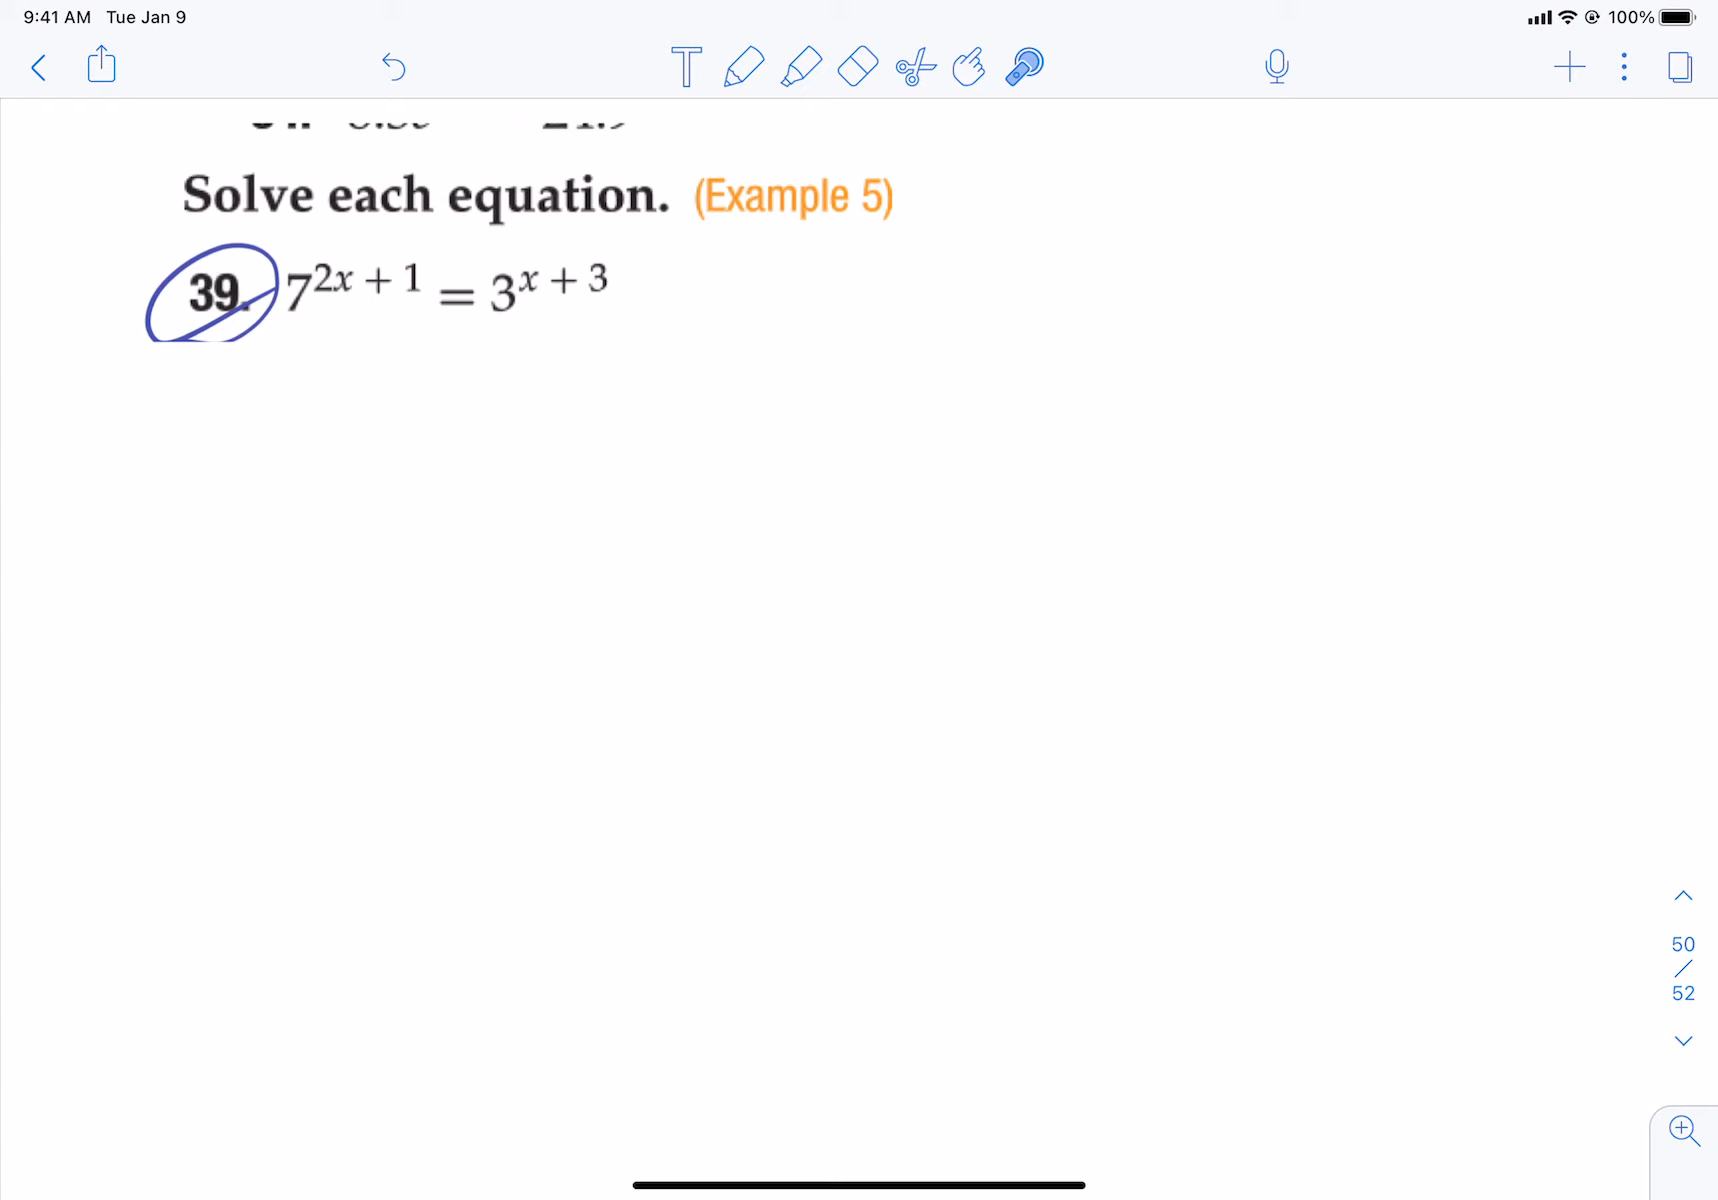 9:41 AM Tue Jan 9 100%
Solve each equation. (Example 5)
39. 7^{2x + 1} = 3^{x + 3}
50
/
52